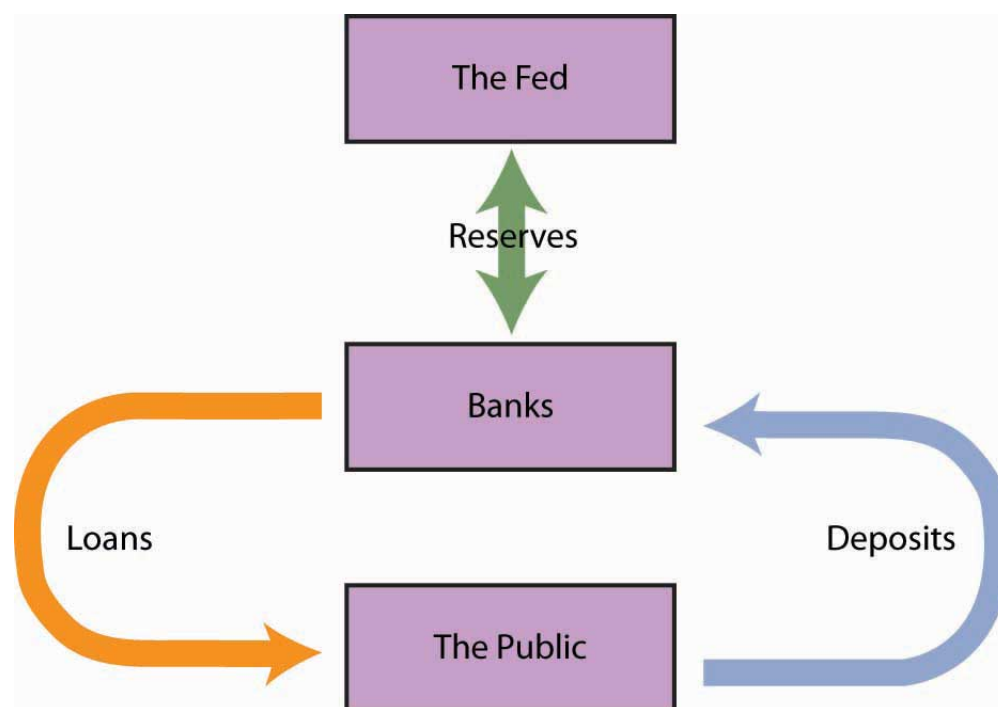 The Fed
Reserves
Banks
Loans
Deposits
The Public